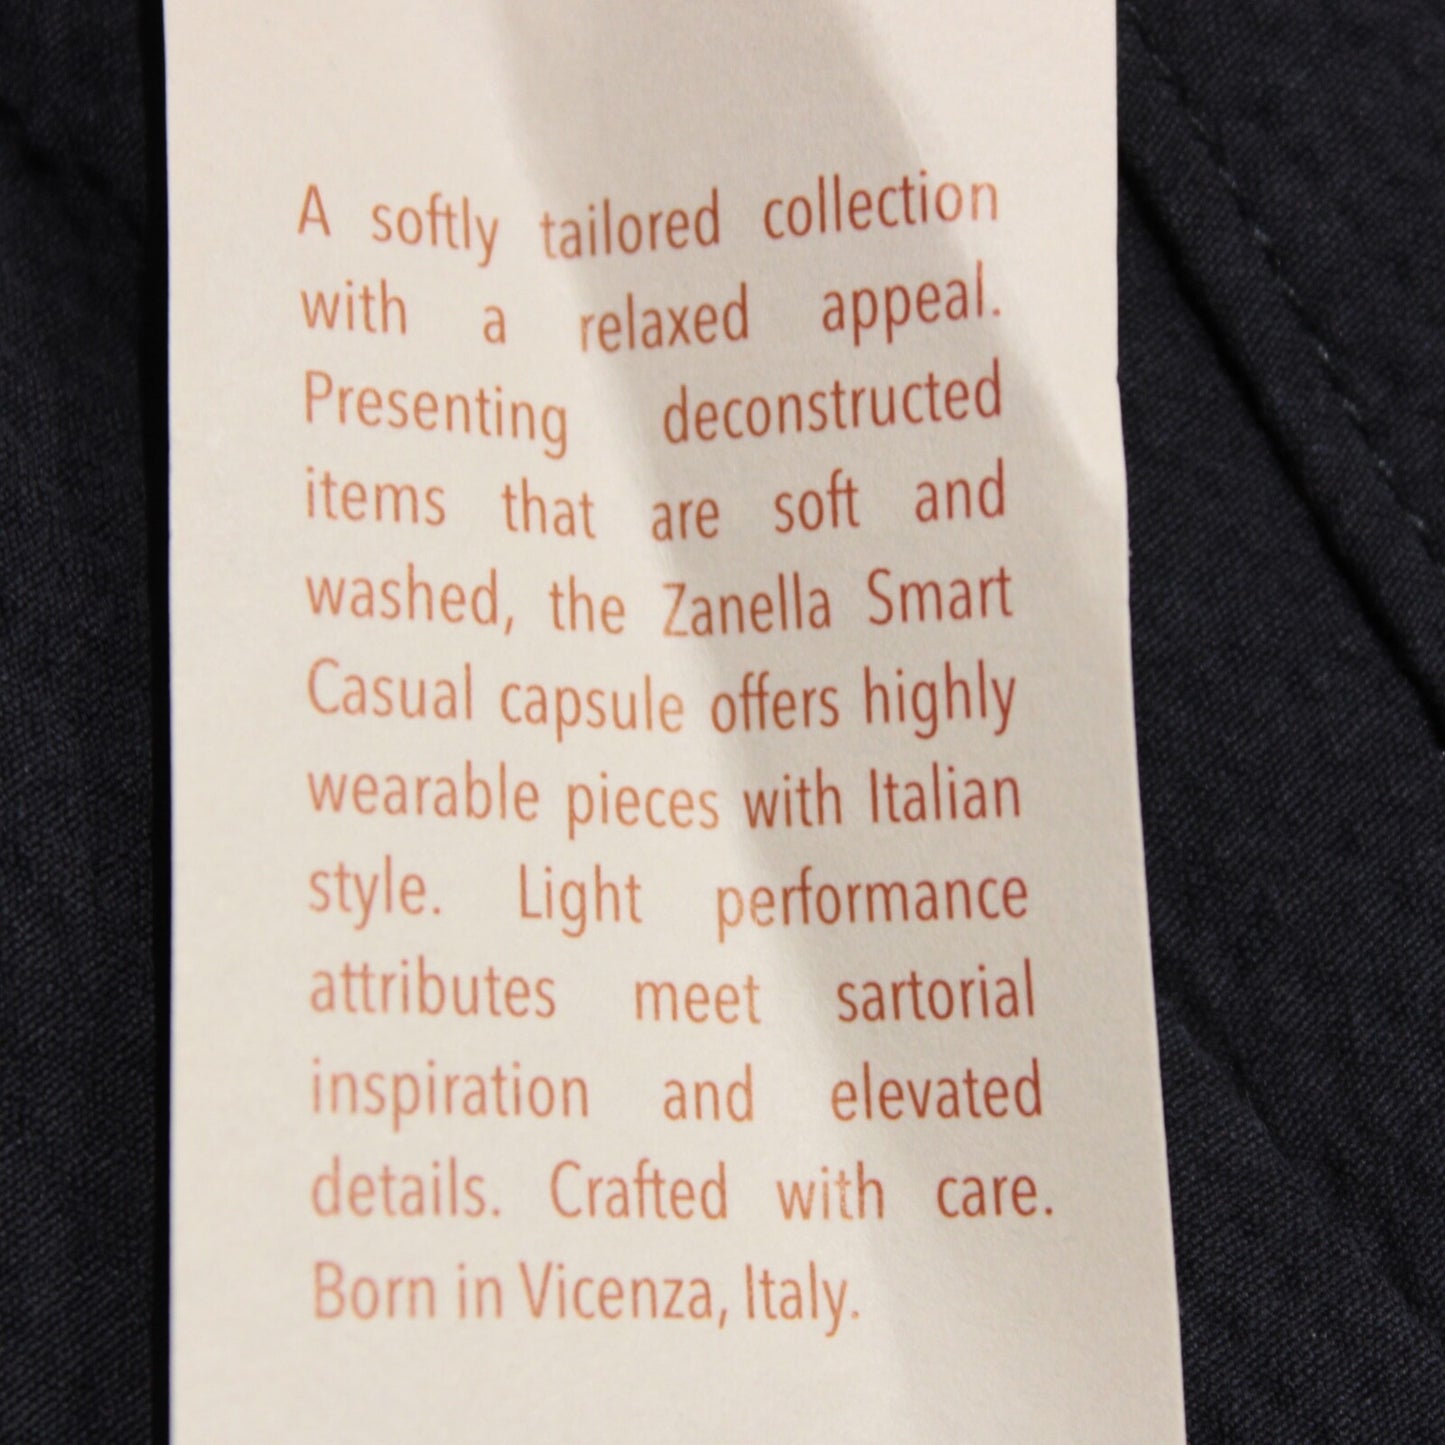 A softly tailored collection
with a relaxed appeal.
Presenting deconstructed
items that are soft and
washed, the Zanella Smart
Casual capsule offers highly
wearable pieces with Italian
style. Light performance
attributes meet sartorial
inspiration and elevated
details. Crafted with care.
Born in Vicenza, Italy.